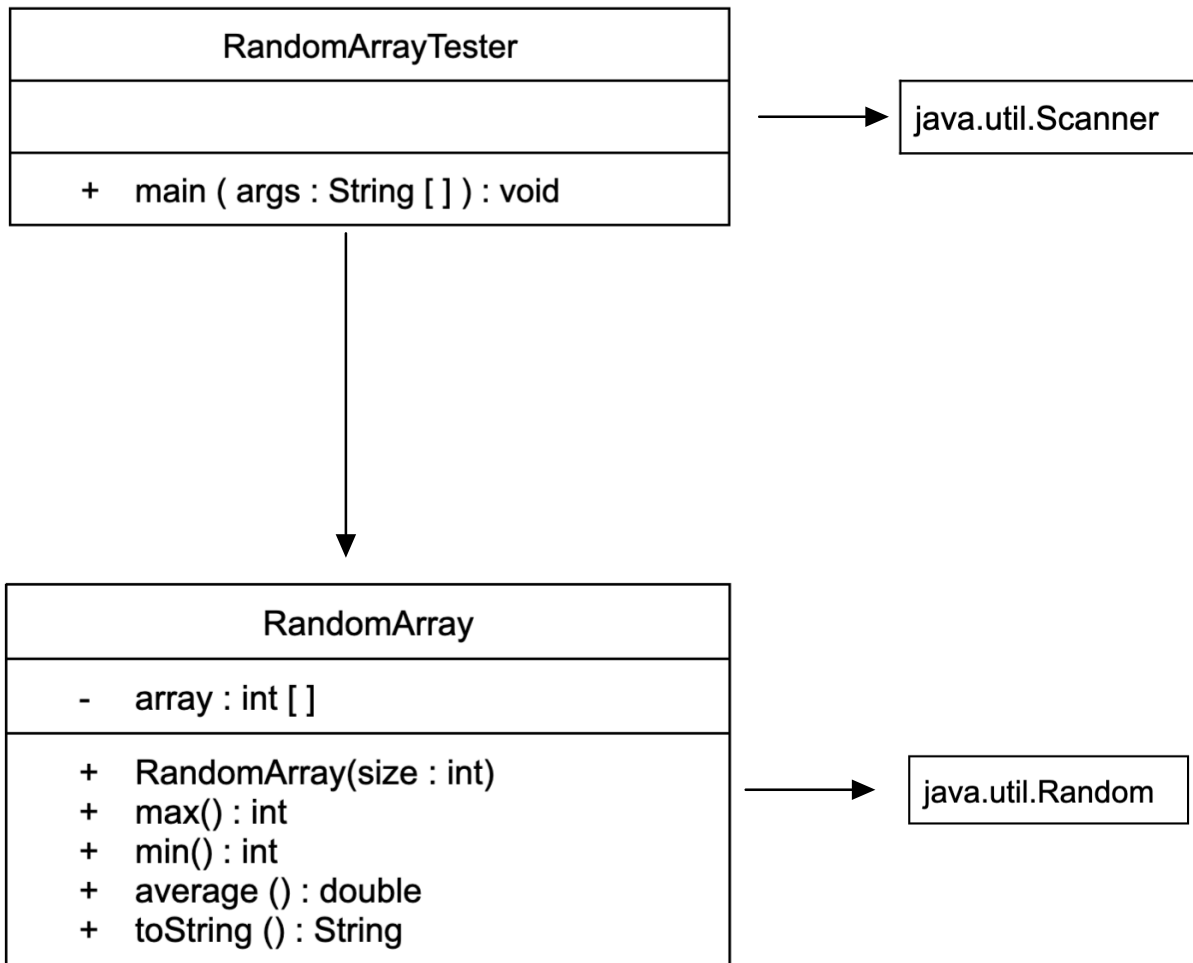 RandomArrayTester
java.util.Scanner
+ main ( args : String [ ] ) : void
RandomArray
- array : int [ ]
+ RandomArray(size : int)
+ max() : int
+ min() : int
+ average () : double
+ toString () : String
java.util.Random